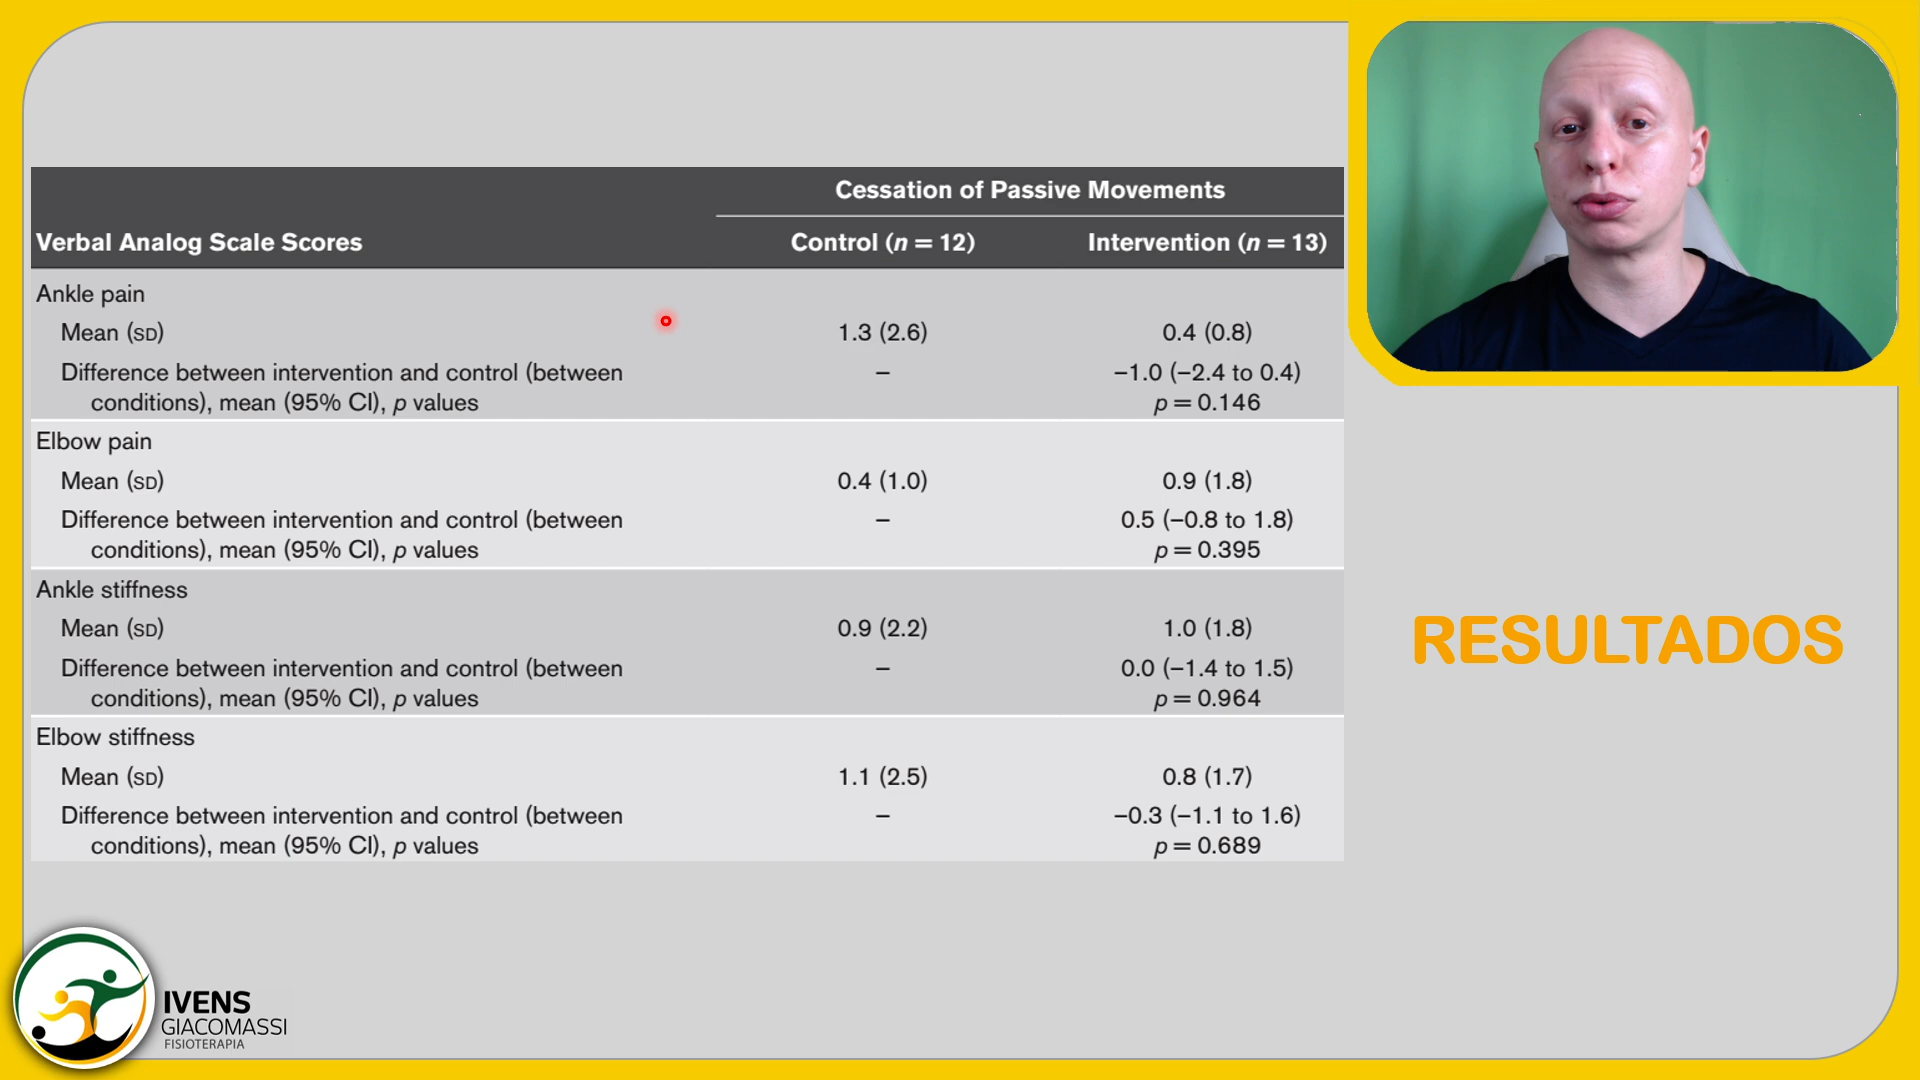 Cessation of Passive Movements
Verbal Analog Scale Scores Control (n = 12) Intervention (n = 13)
Ankle pain
Mean (SD) 1.3 (2.6) 0.4 (0.8)
Difference between intervention and control (between – −1.0 (−2.4 to 0.4)
conditions), mean (95% CI), p values p = 0.146
Elbow pain
Mean (SD) 0.4 (1.0) 0.9 (1.8)
Difference between intervention and control (between – 0.5 (−0.8 to 1.8)
conditions), mean (95% CI), p values p = 0.395
Ankle stiffness
Mean (SD) 0.9 (2.2) 1.0 (1.8)
Difference between intervention and control (between – 0.0 (−1.4 to 1.5)
conditions), mean (95% CI), p values p = 0.964
Elbow stiffness
Mean (SD) 1.1 (2.5) 0.8 (1.7)
Difference between intervention and control (between – −0.3 (−1.1 to 1.6)
conditions), mean (95% CI), p values p = 0.689
RESULTADOS
IVENS
GIACOMASSI
FISIOTERAPIA